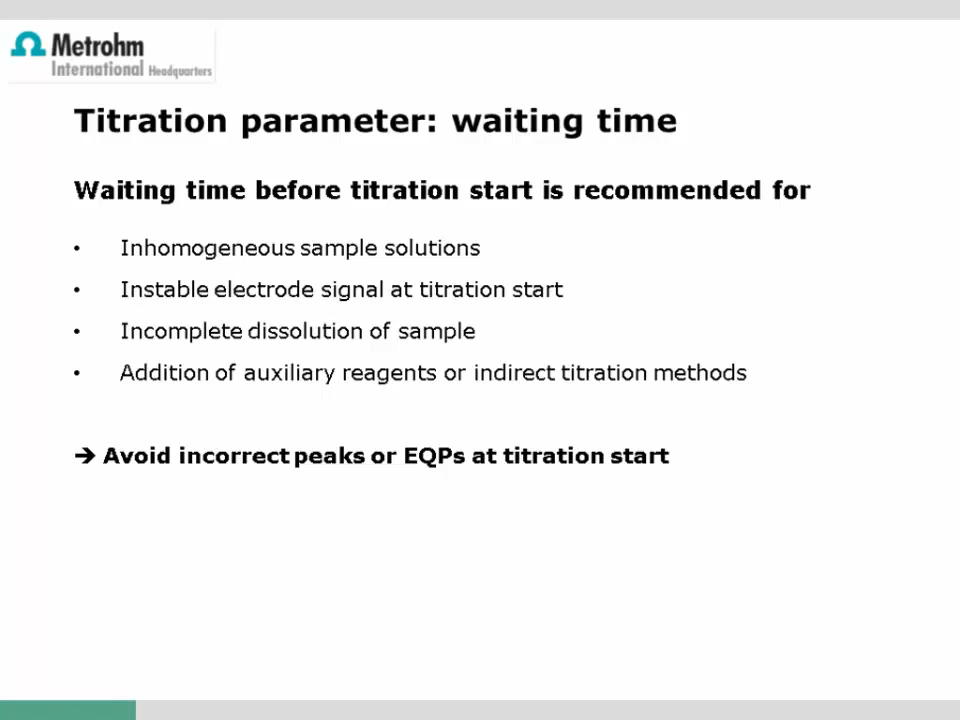 Metrohm
International Headquarters
Titration parameter: waiting time
Waiting time before titration start is recommended for
• Inhomogeneous sample solutions
• Instable electrode signal at titration start
• Incomplete dissolution of sample
• Addition of auxiliary reagents or indirect titration methods
➔ Avoid incorrect peaks or EQPs at titration start